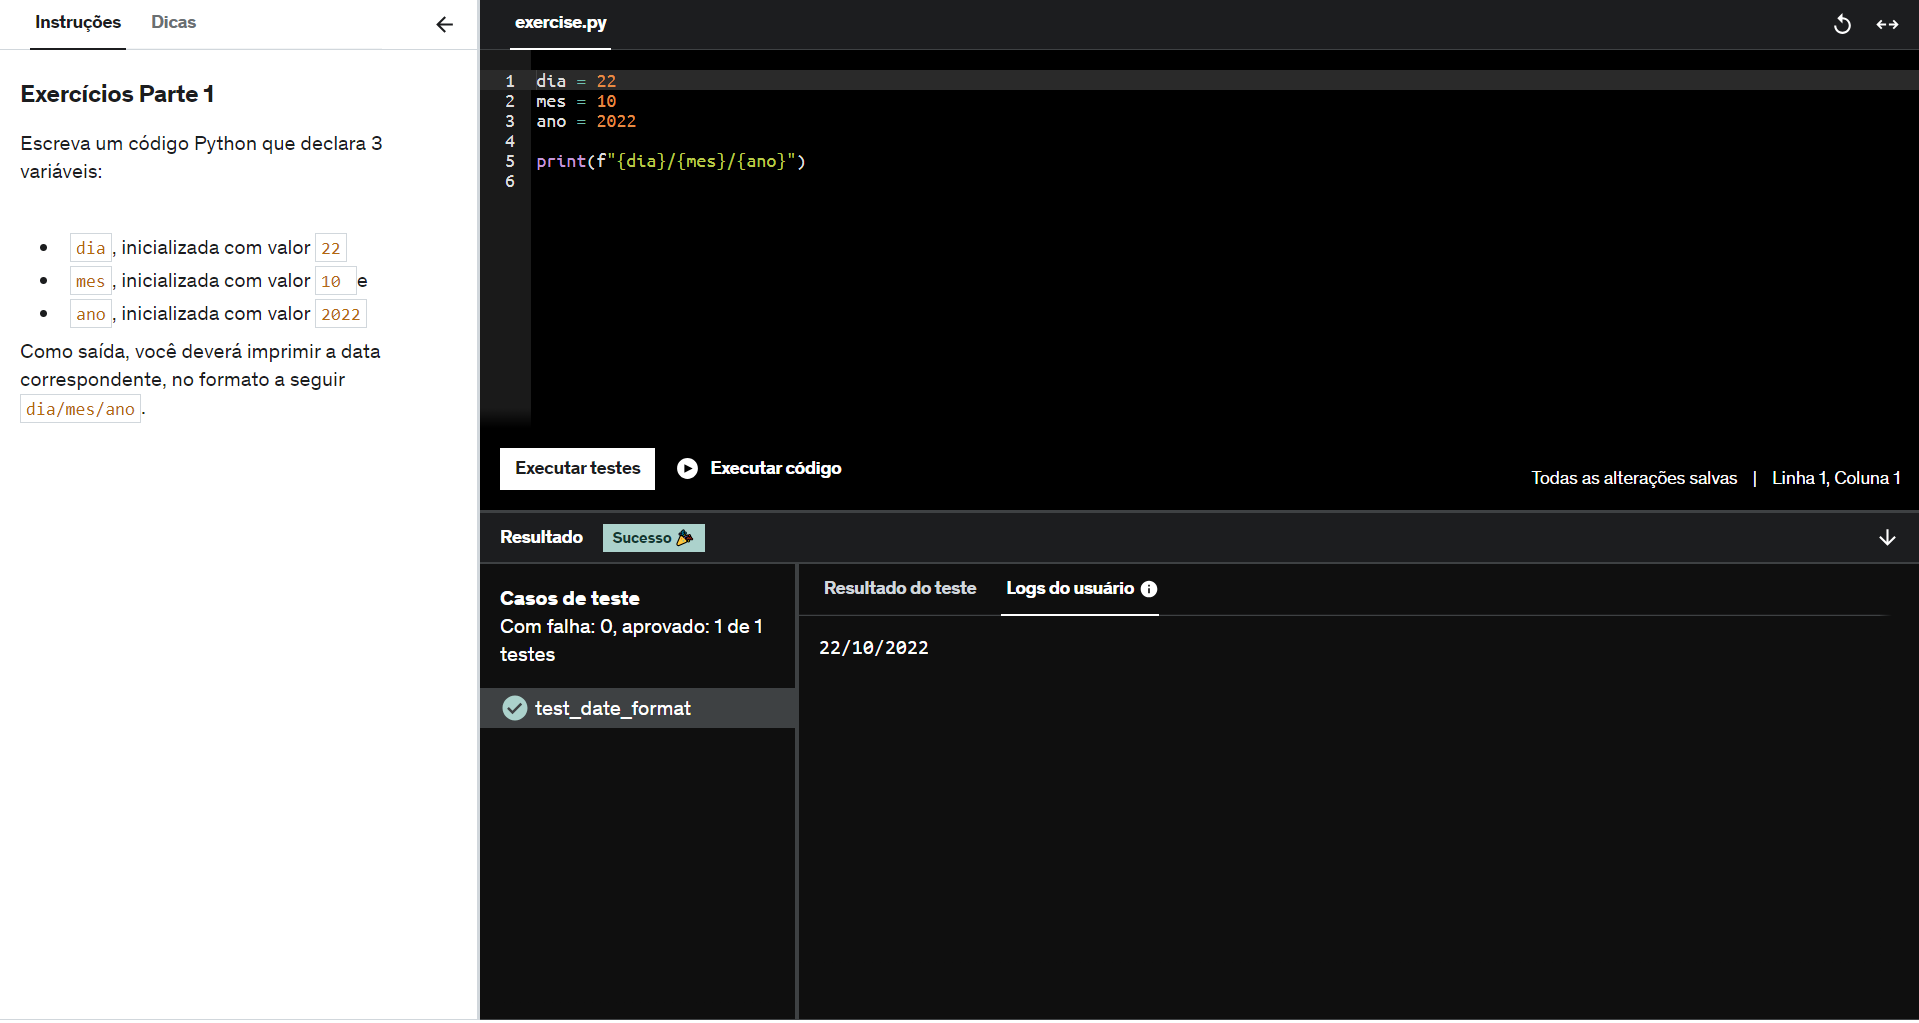 Instruções Dicas
Exercícios Parte 1
Escreva um código Python que declara 3
variáveis:
dia, inicializada com valor 22
mes, inicializada com valor 10 e
ano, inicializada com valor 2022
Como saída, você deverá imprimir a data
correspondente, no formato a seguir
dia/mes/ano.
exercise.py
1 dia = 22
2 mes = 10
3 ano = 2022
4
5 print(f"{dia}/{mes}/{ano}")
6
Executar testes Executar código
Todas as alterações salvas | Linha 1, Coluna 1
Resultado Sucesso
Casos de teste
Com falha: 0, aprovado: 1 de 1
testes
test_date_format
Resultado do teste Logs do usuário
22/10/2022